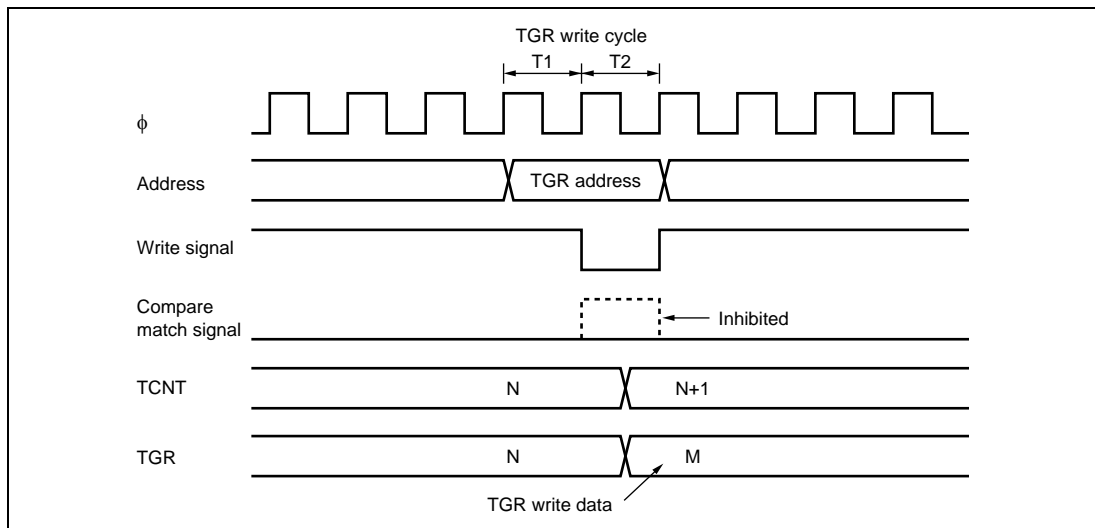 TGR write cycle
T1 T2
φ
Address TGR address
Write signal
Compare
match signal Inhibited
TCNT N N+1
TGR N M
TGR write data